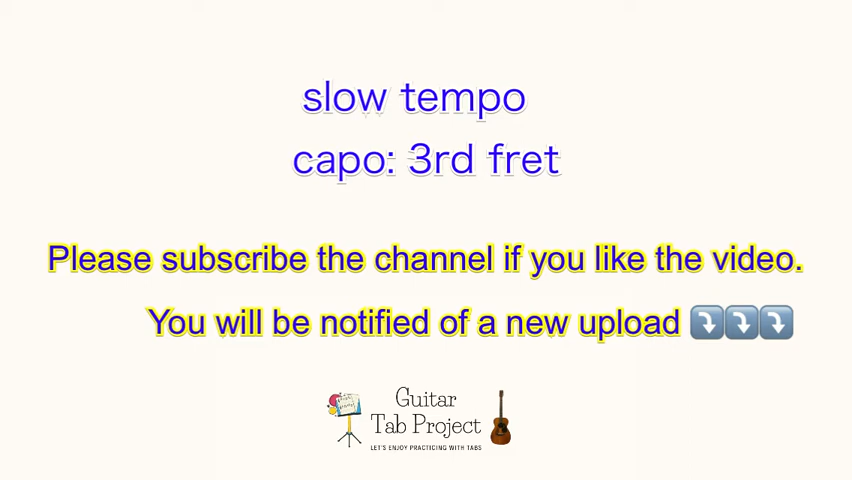 slow tempo
capo: 3rd fret
Please subscribe the channel if you like the video.
You will be notified of a new upload ⤵️⤵️⤵️
Guitar
Tab Project
LET'S ENJOY PRACTICING WITH TABS